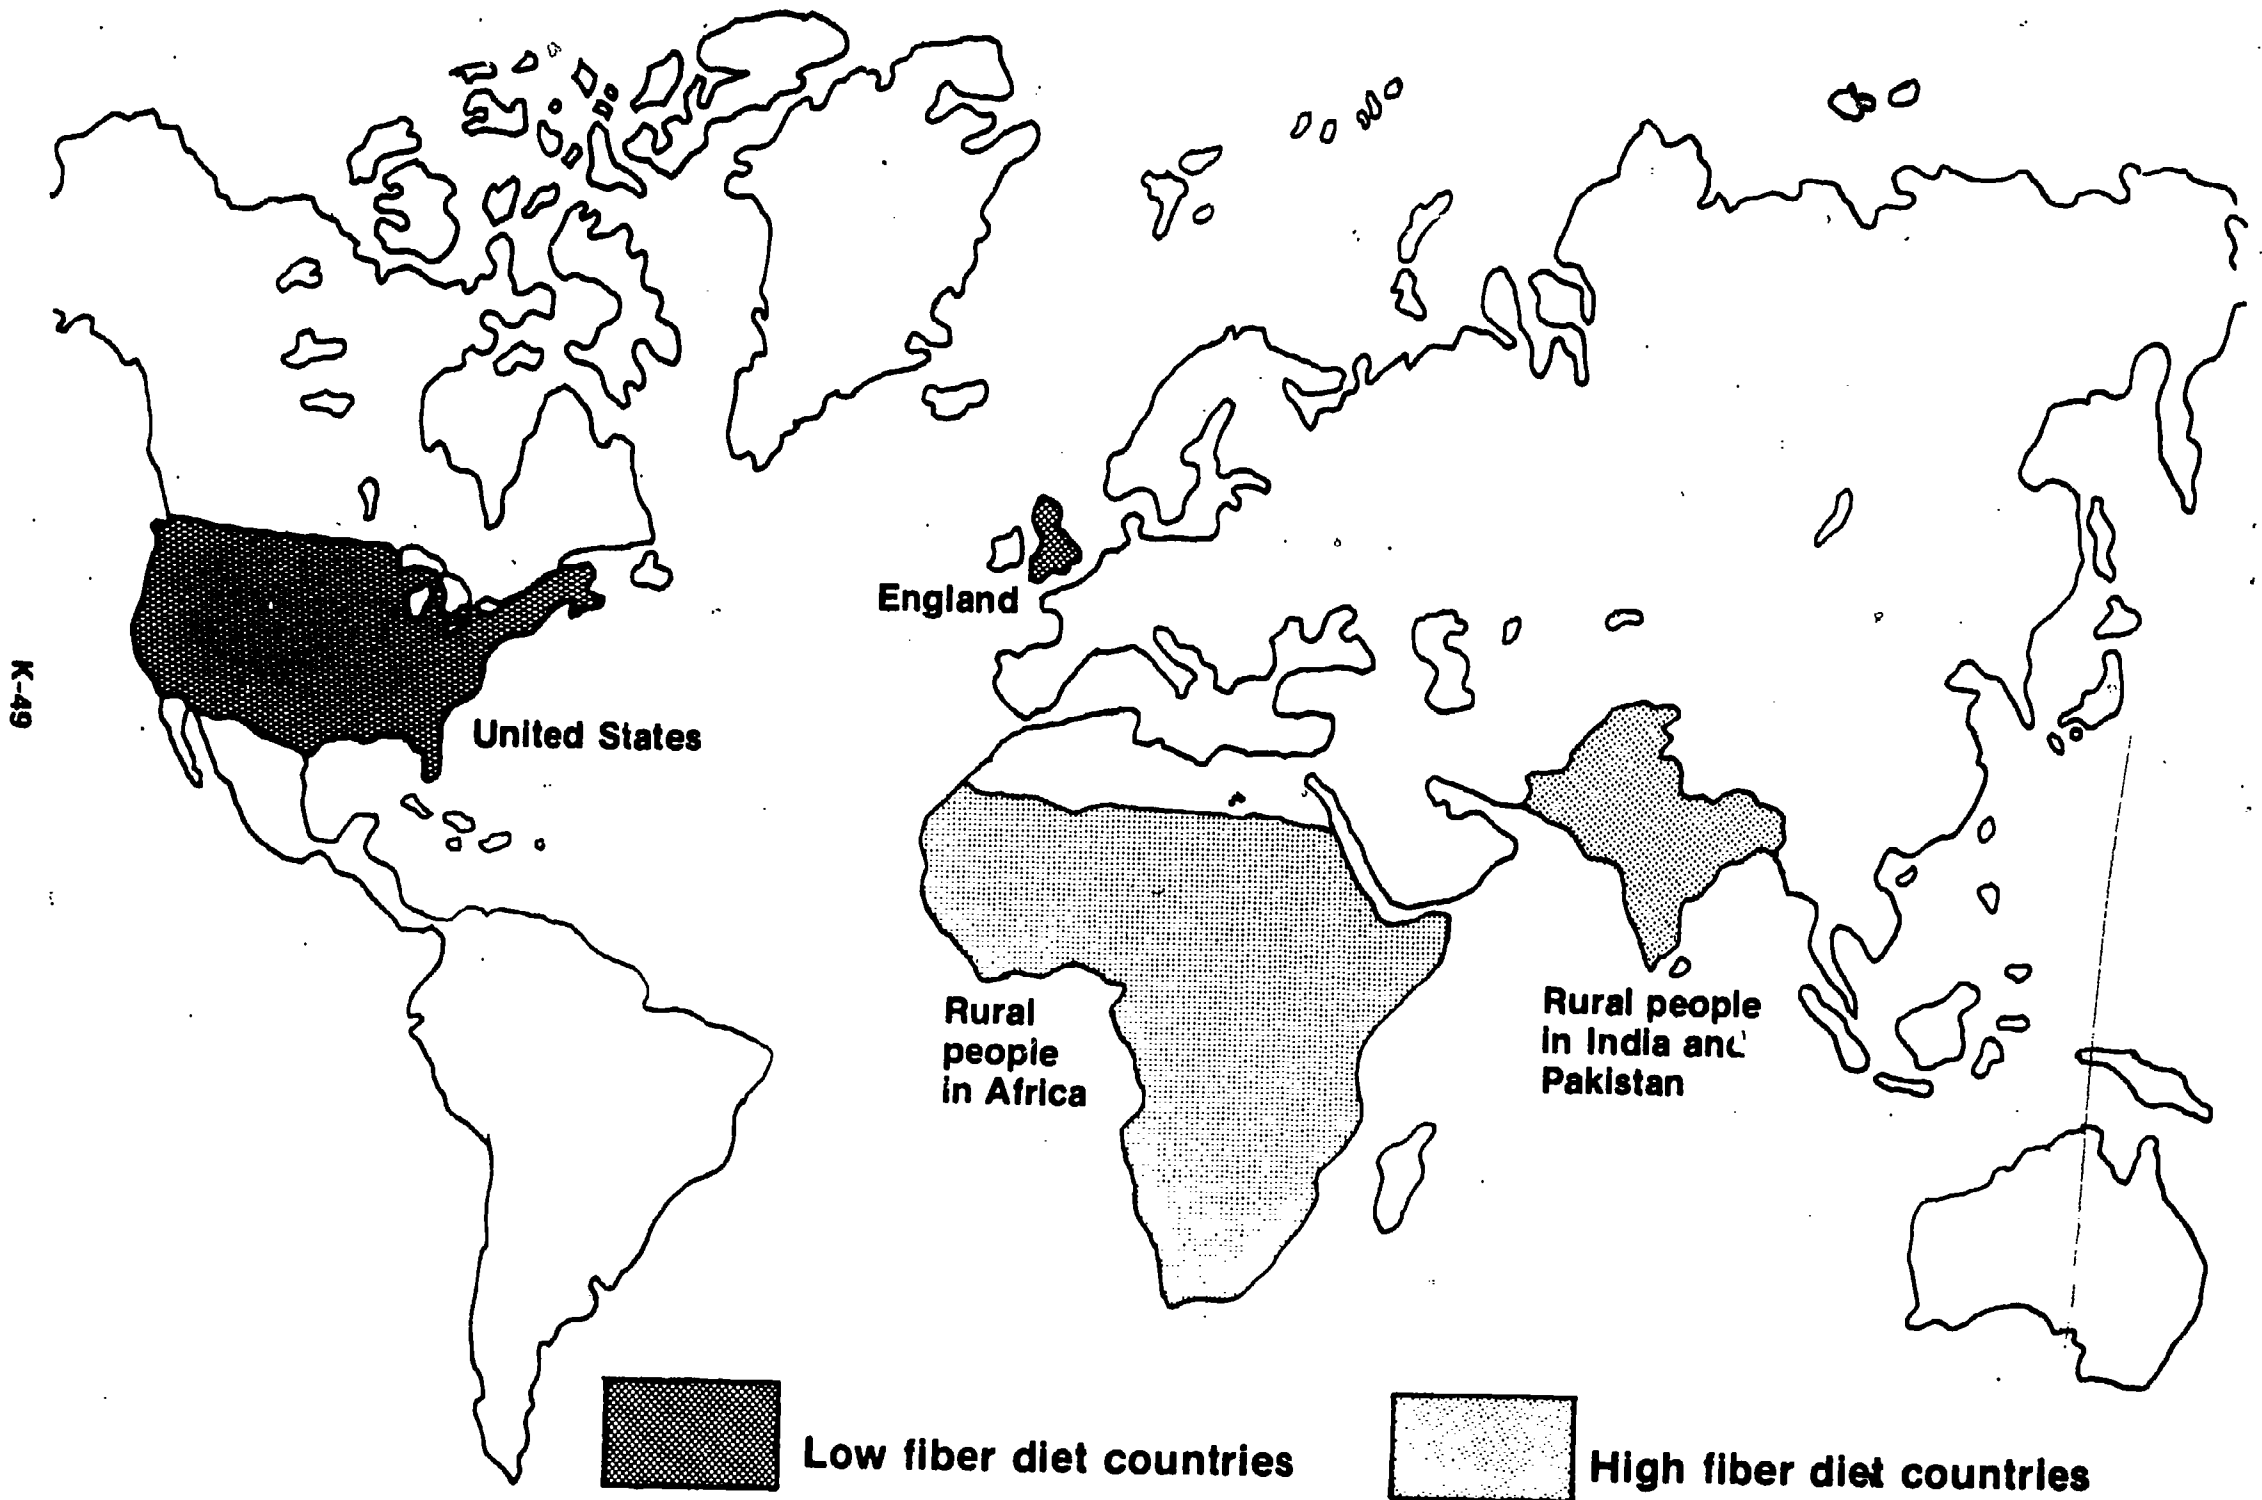 England
United States
K-49
Rural
people
in Africa
Rural people
in India and
Pakistan
Low fiber diet countries
High fiber diet countries